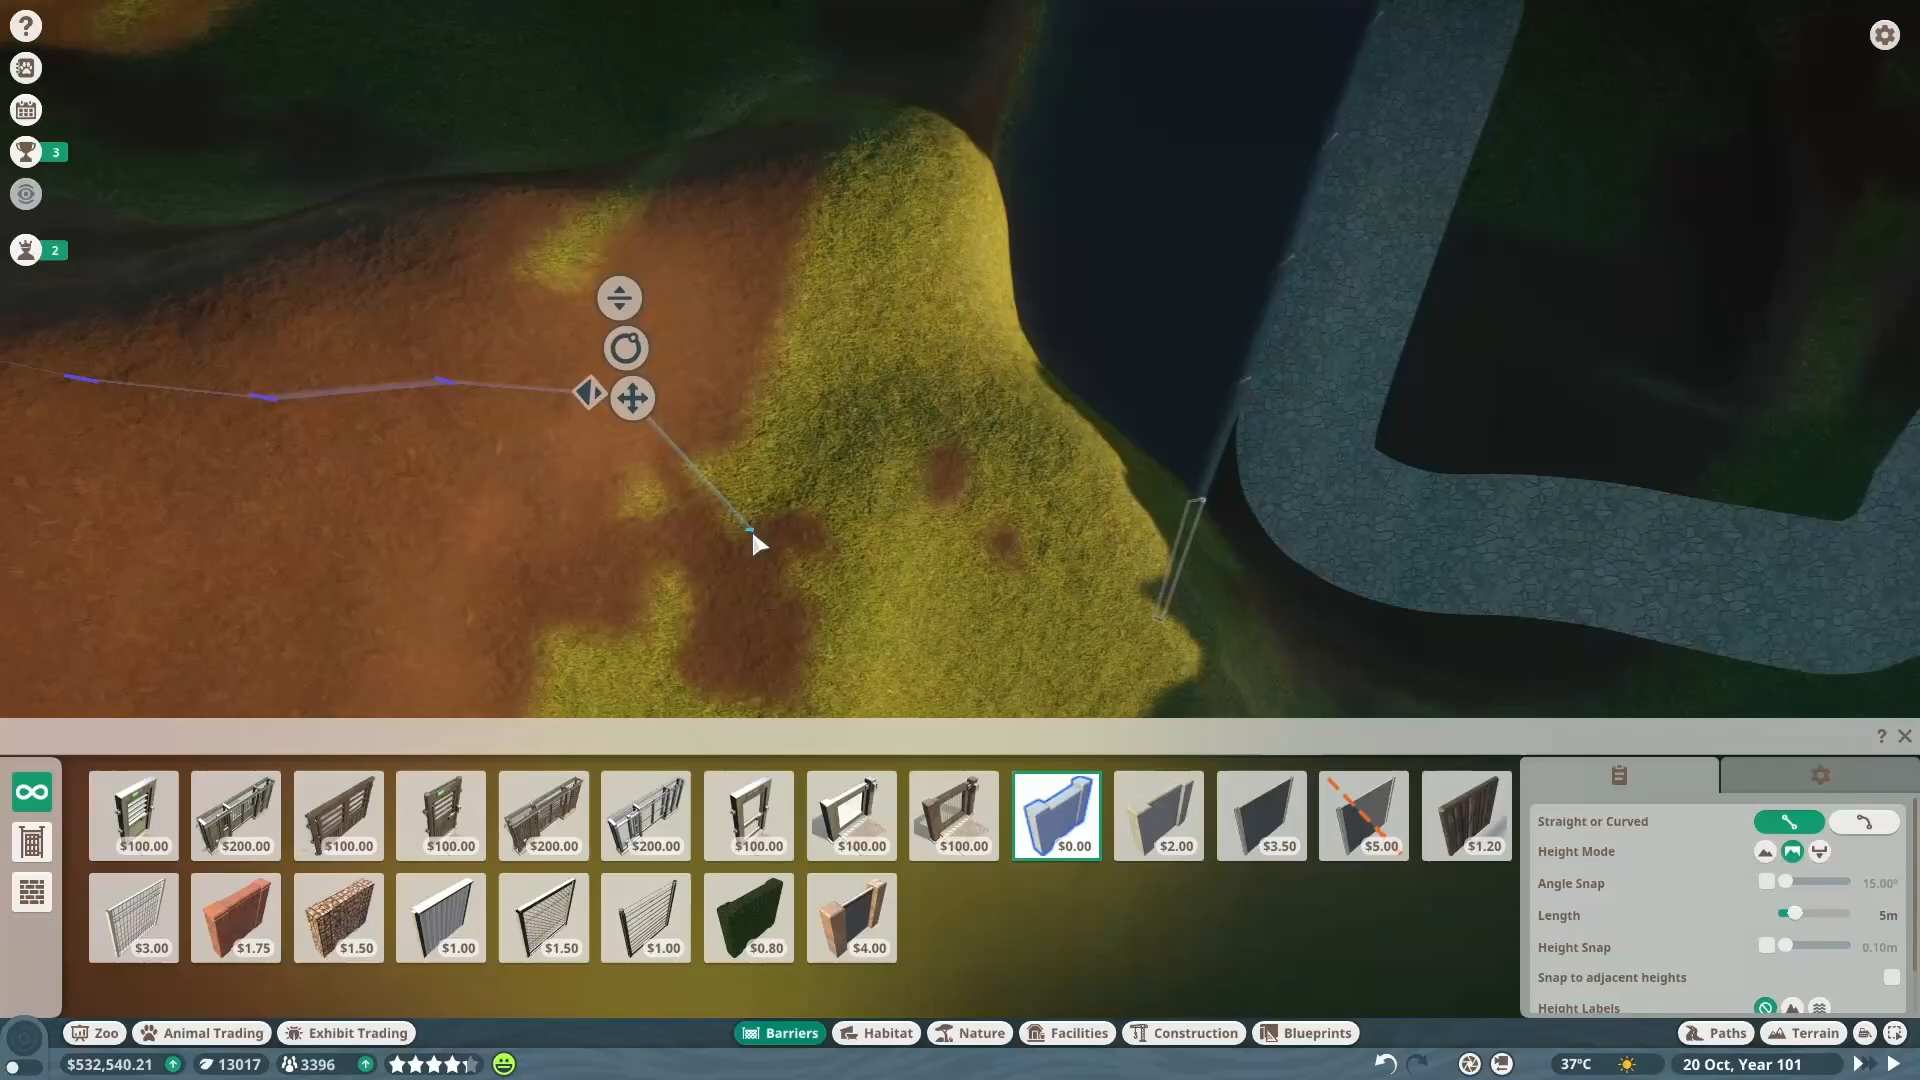 ?
3
2
?
$100.00
$200.00
$100.00
$100.00
$200.00
$200.00
$100.00
$100.00
$100.00
$0.00
$2.00
$3.50
$5.00
$1.20
$3.00
$1.75
$1.50
$1.00
$1.50
$1.00
$0.80
$4.00
Straight or Curved
Height Mode
Angle Snap 15.00°
Length 5m
Height Snap 0.10m
Snap to adjacent heights
Height Labels
Zoo Animal Trading Exhibit Trading Barriers Habitat Nature Facilities Construction Blueprints Paths Terrain
$532,540.21 13017 3396 37°C 20 Oct, Year 101